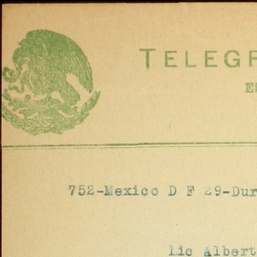 TELEGR
E
752-Mexico D F 29-Dur
Lic Albert